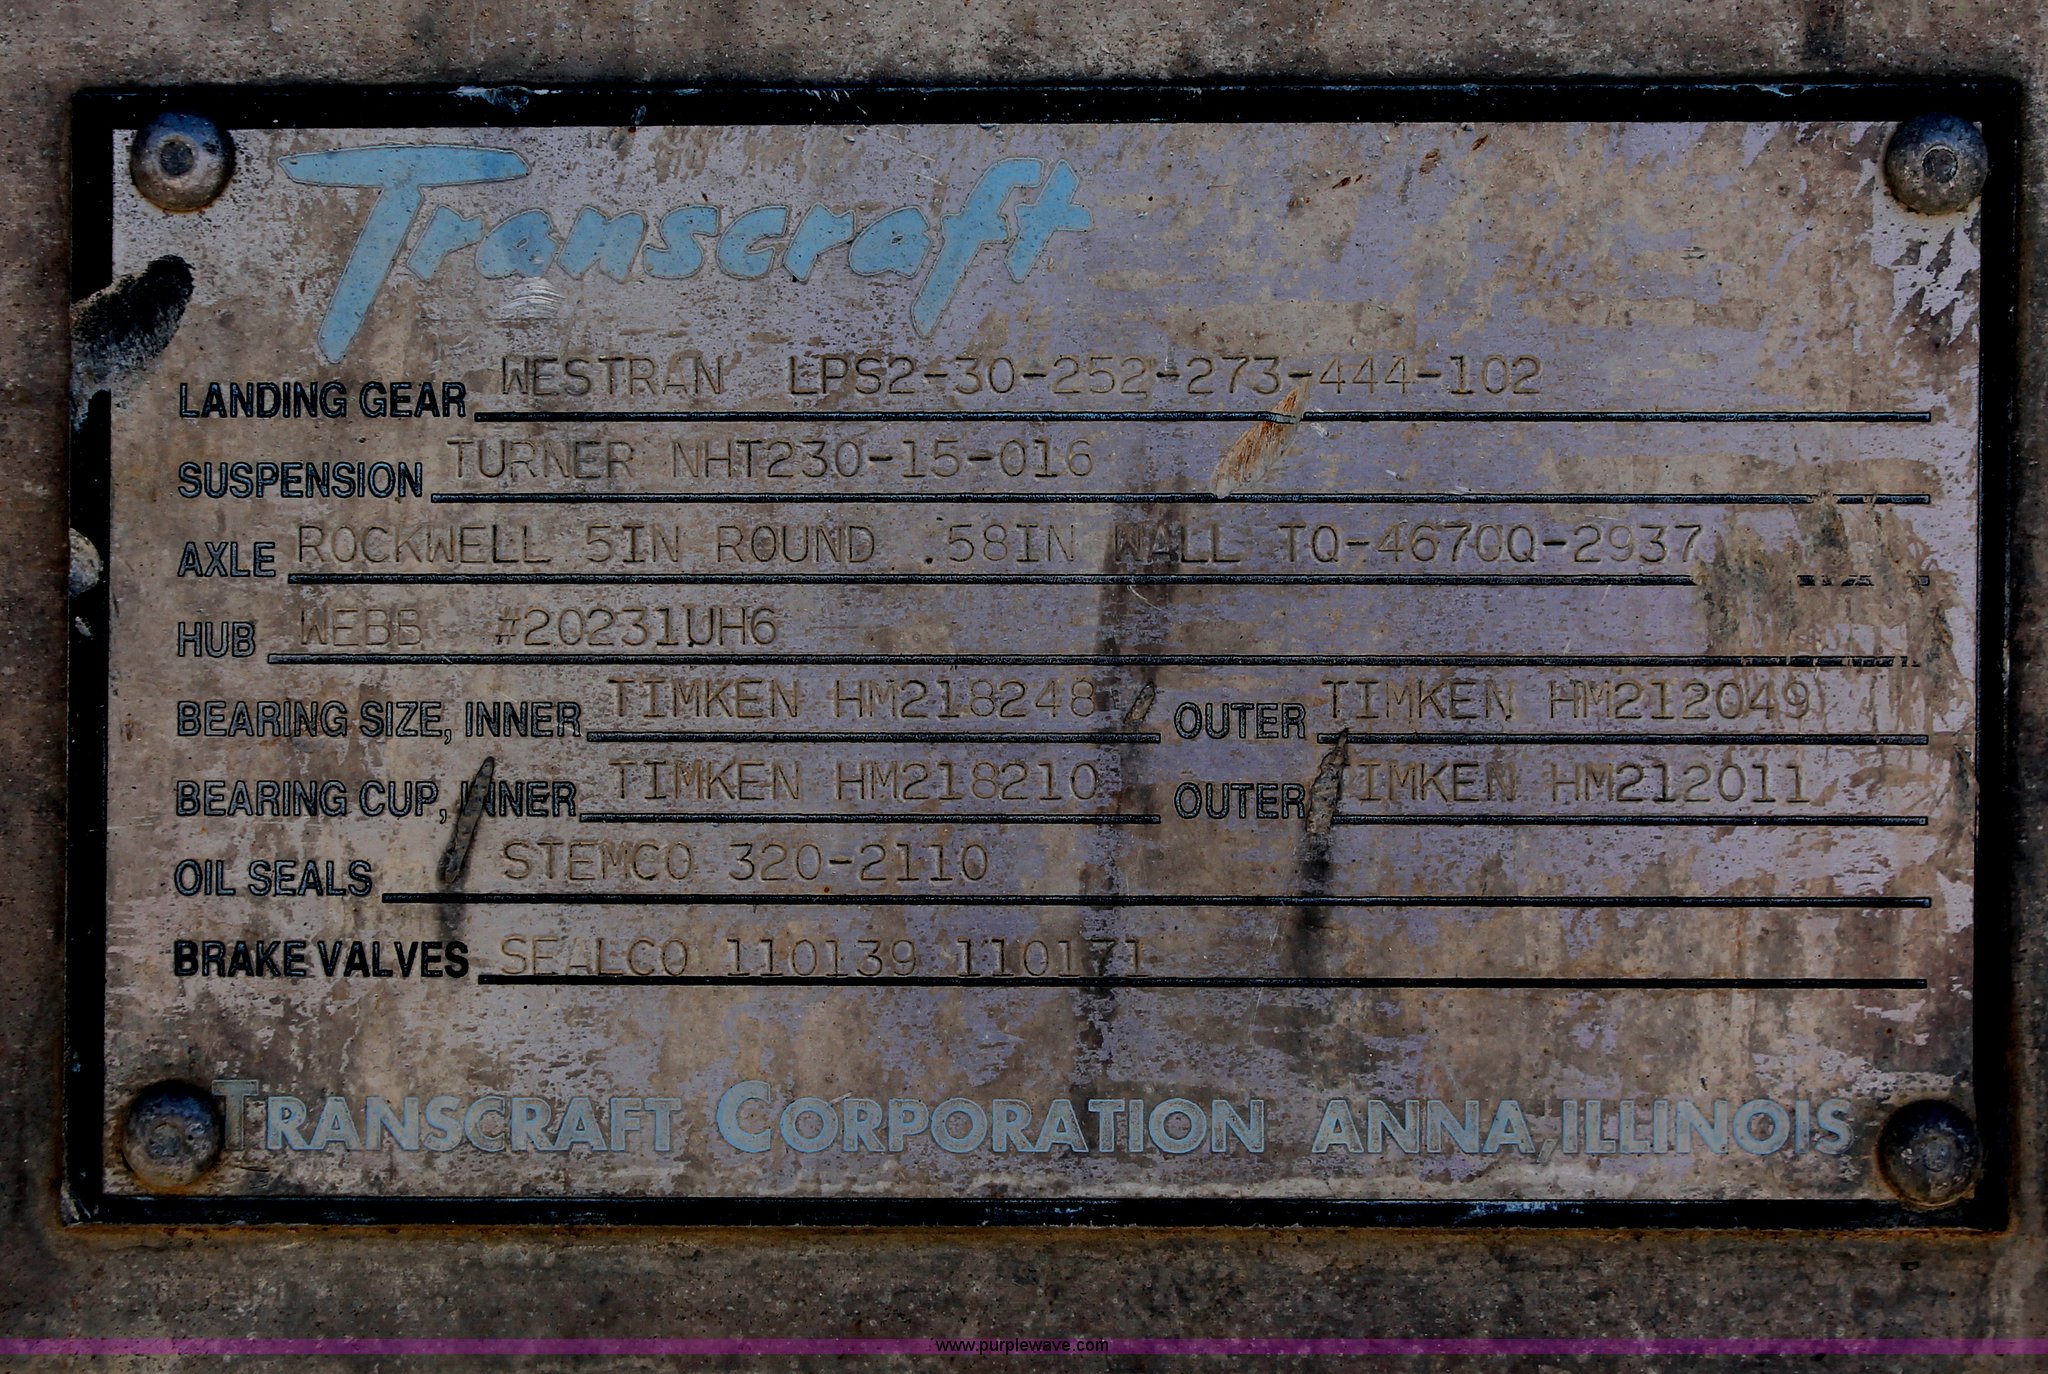 Transcraft
LANDING GEAR WESTRAN LPS2-30-252-273-444-102
SUSPENSION TURNER NHT230-15-016
AXLE ROCKWELL 5IN ROUND .58IN WALL TQ-4670Q-2937
HUB WEBB #20231UH6
BEARING SIZE, INNER TIMKEN HM218248 OUTER TIMKEN HM212049
BEARING CUP, INNER TIMKEN HM218210 OUTER TIMKEN HM212011
OIL SEALS STEMCO 320-2110
BRAKE VALVES SEALCO 110139 110171
TRANSCRAFT CORPORATION ANNA, ILLINOIS
www.purplewave.com